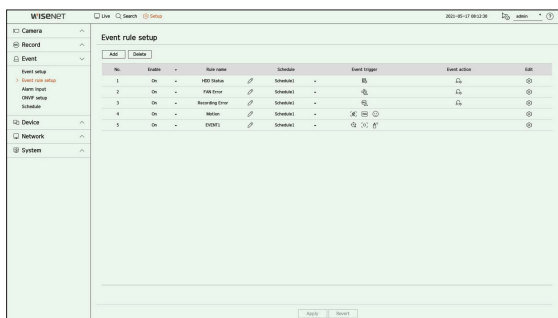 WISENET Live Search Setup 2021-05-17 08:12:30 admin
Camera
Record
Event
Event setup
Event rule setup
Alarm input
ONVIF setup
Schedule
Device
Network
System
Event rule setup
Add Delete
No. Enable Rule name Schedule Event trigger Event action Edit
1 On HDD Status Schedule1
2 On FAN Error Schedule1
3 On Recording Error Schedule1
4 On Motion Schedule1
5 On EVENT1 Schedule1
Apply Revert